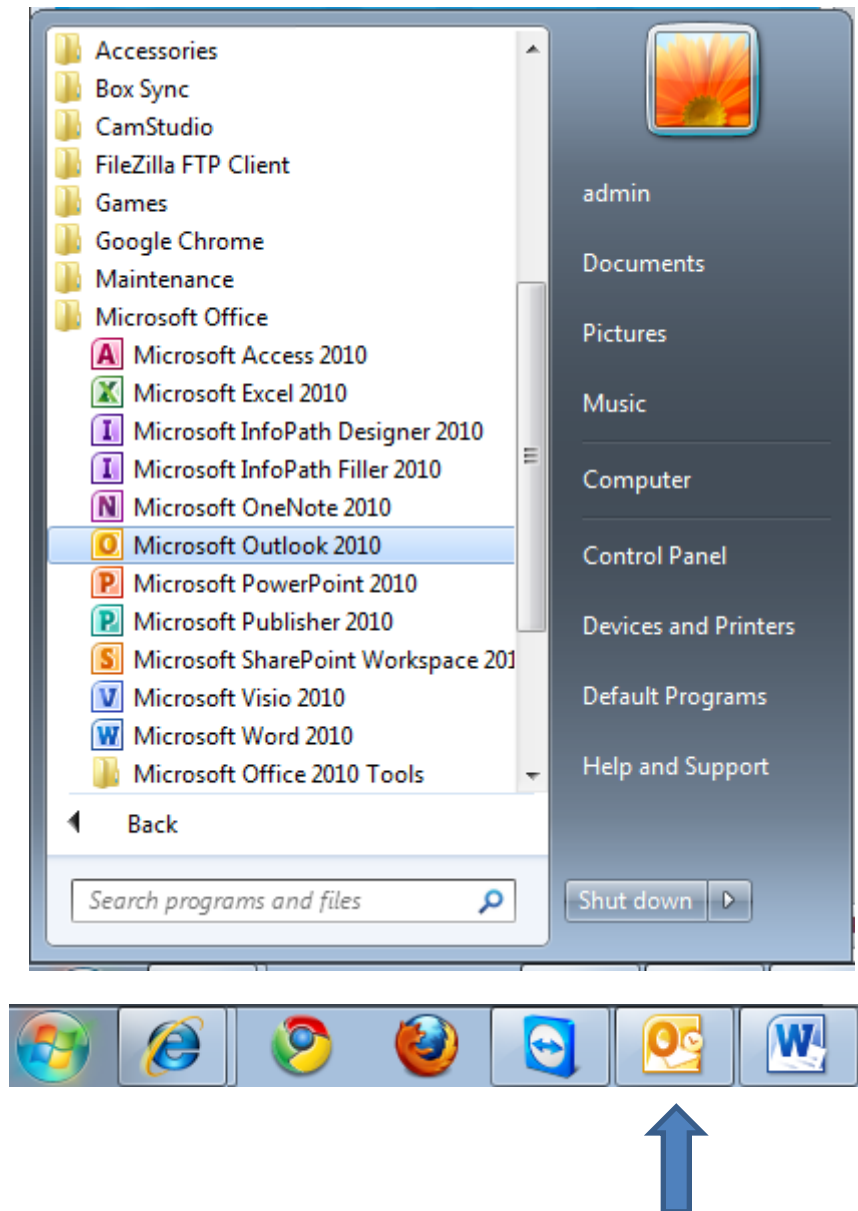 Accessories
Box Sync
CamStudio
FileZilla FTP Client
Games
Google Chrome
Maintenance
Microsoft Office
A Microsoft Access 2010
X Microsoft Excel 2010
I Microsoft InfoPath Designer 2010
I Microsoft InfoPath Filler 2010
N Microsoft OneNote 2010
O Microsoft Outlook 2010
P Microsoft PowerPoint 2010
P Microsoft Publisher 2010
S Microsoft SharePoint Workspace 201
V Microsoft Visio 2010
W Microsoft Word 2010
Microsoft Office 2010 Tools
Back
Search programs and files
admin
Documents
Pictures
Music
Computer
Control Panel
Devices and Printers
Default Programs
Help and Support
Shut down
O W